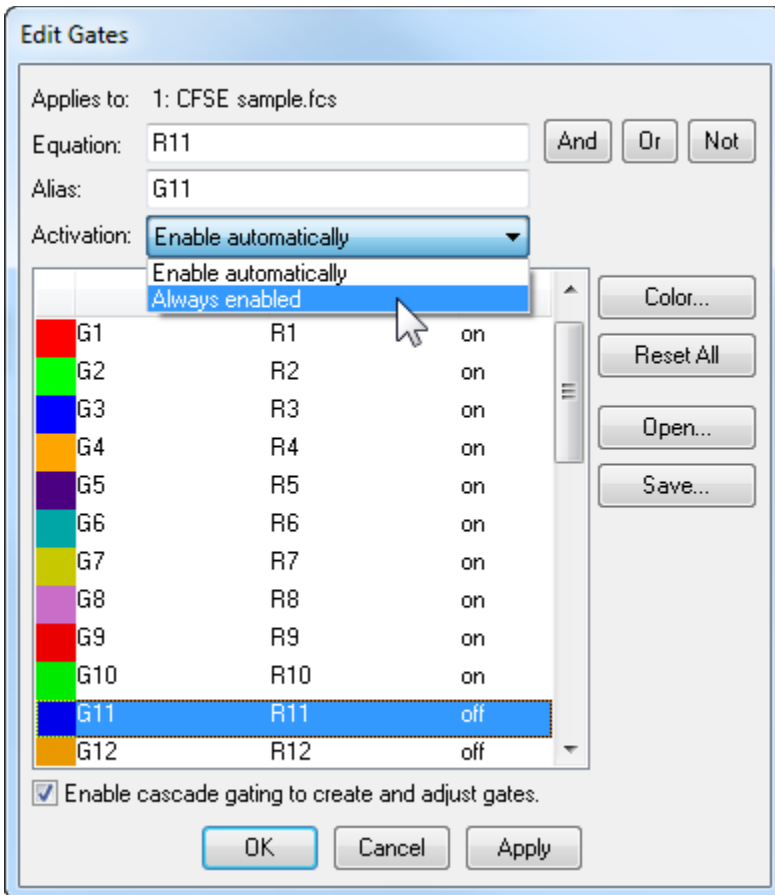 Edit Gates
Applies to: 1: CFSE sample.fcs
Equation: R11 And Or Not
Alias: G11
Activation: Enable automatically
Enable automatically
Always enabled
Color...
G1 R1 on
Reset All
G2 R2 on
G3 R3 on
Open...
G4 R4 on
G5 R5 on
Save...
G6 R6 on
G7 R7 on
G8 R8 on
G9 R9 on
G10 R10 on
G11 R11 off
G12 R12 off
Enable cascade gating to create and adjust gates.
OK Cancel Apply